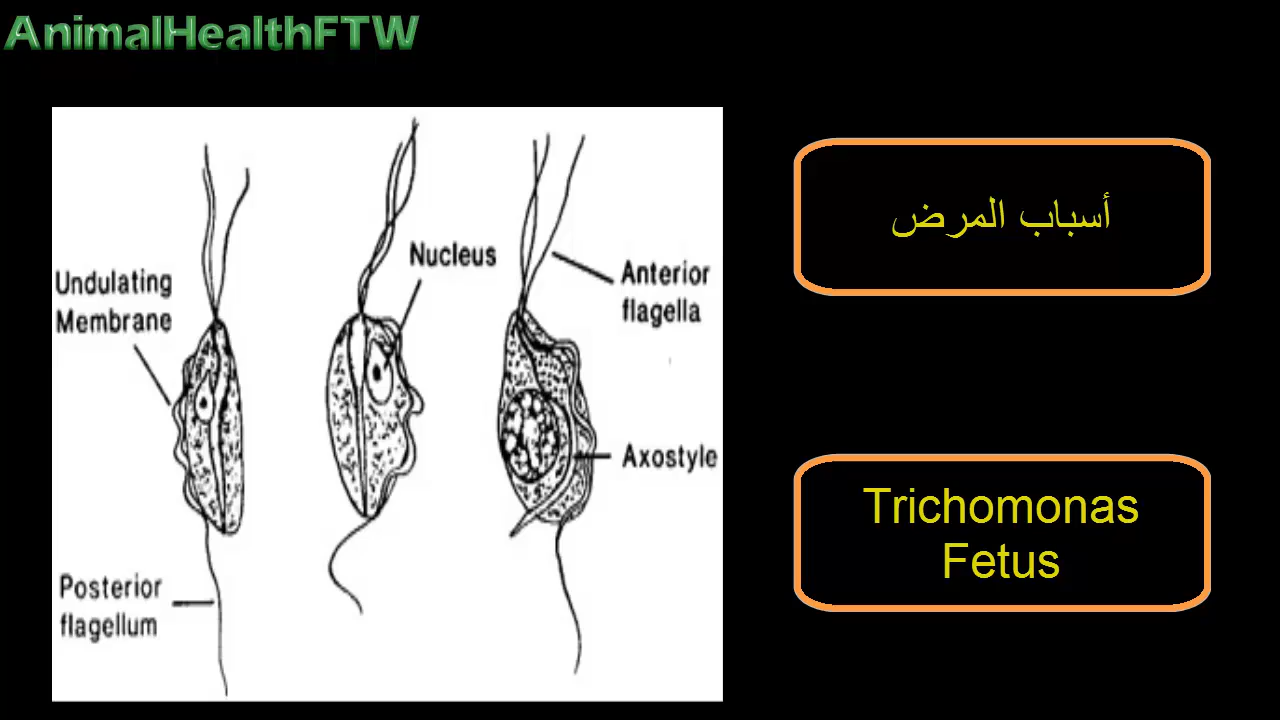 AnimalHealthFTW
Undulating
Membrane
Nucleus
Anterior
flagella
Axostyle
Posterior
flagellum
أسباب المرض
Trichomonas
Fetus